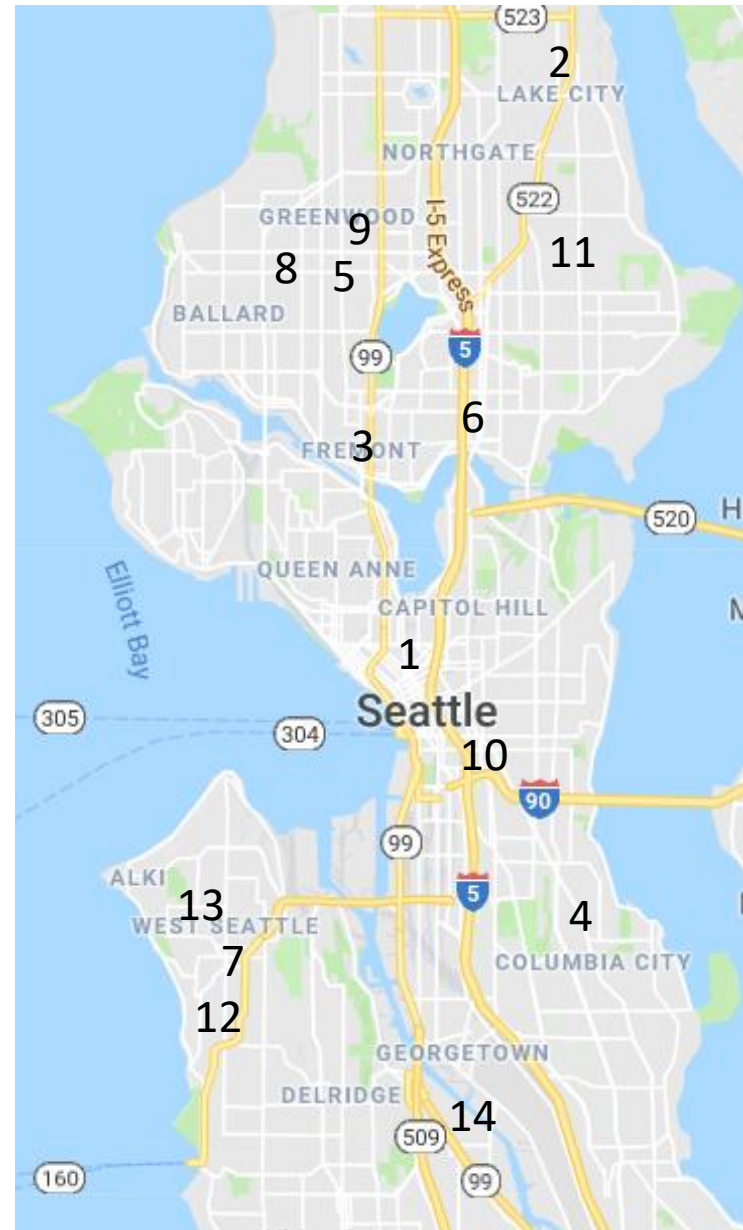 523
2
LAKE CITY
NORTHGATE
522
GREENWOOD
9
I-5 Express
11
8
5
BALLARD
99
5
6
3
FREMONT
H
520
QUEEN ANNE
Elliott Bay
CAPITOL HILL
M
1
Seattle
305
304
10
90
99
ALKI
13
5
4
WEST SEATTLE
7
COLUMBIA CITY
12
GEORGETOWN
DELRIDGE
14
509
160
99